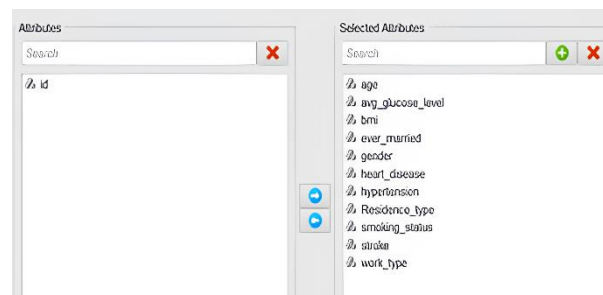 Attributes
Search
id
Selected Attributes
Search
age
avg_glucose_level
bmi
ever_married
gender
heart_disease
hypertension
Residence_type
smoking_status
stroke
work_type